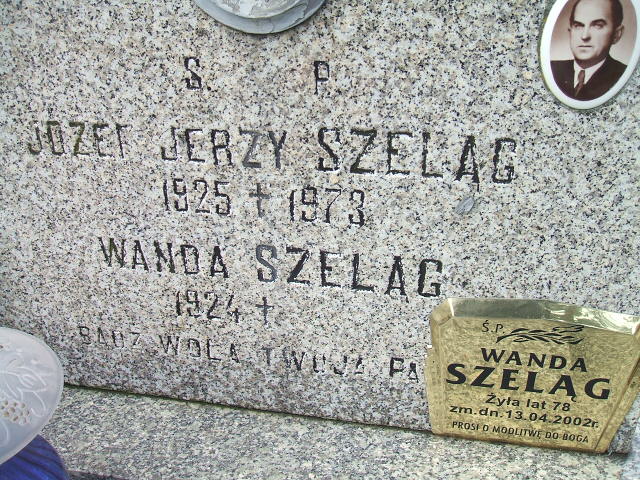 Ś. P.
JÓZEF JERZY SZELĄG
1925 † 1973
WANDA SZELĄG
1924 †
BĄDŹ WOLA TWOJA
Ś.P.
WANDA
SZELĄG
Żyła lat 78
zm.dn.13.04.2002r.
PROSI O MODLITWĘ DO BOGA